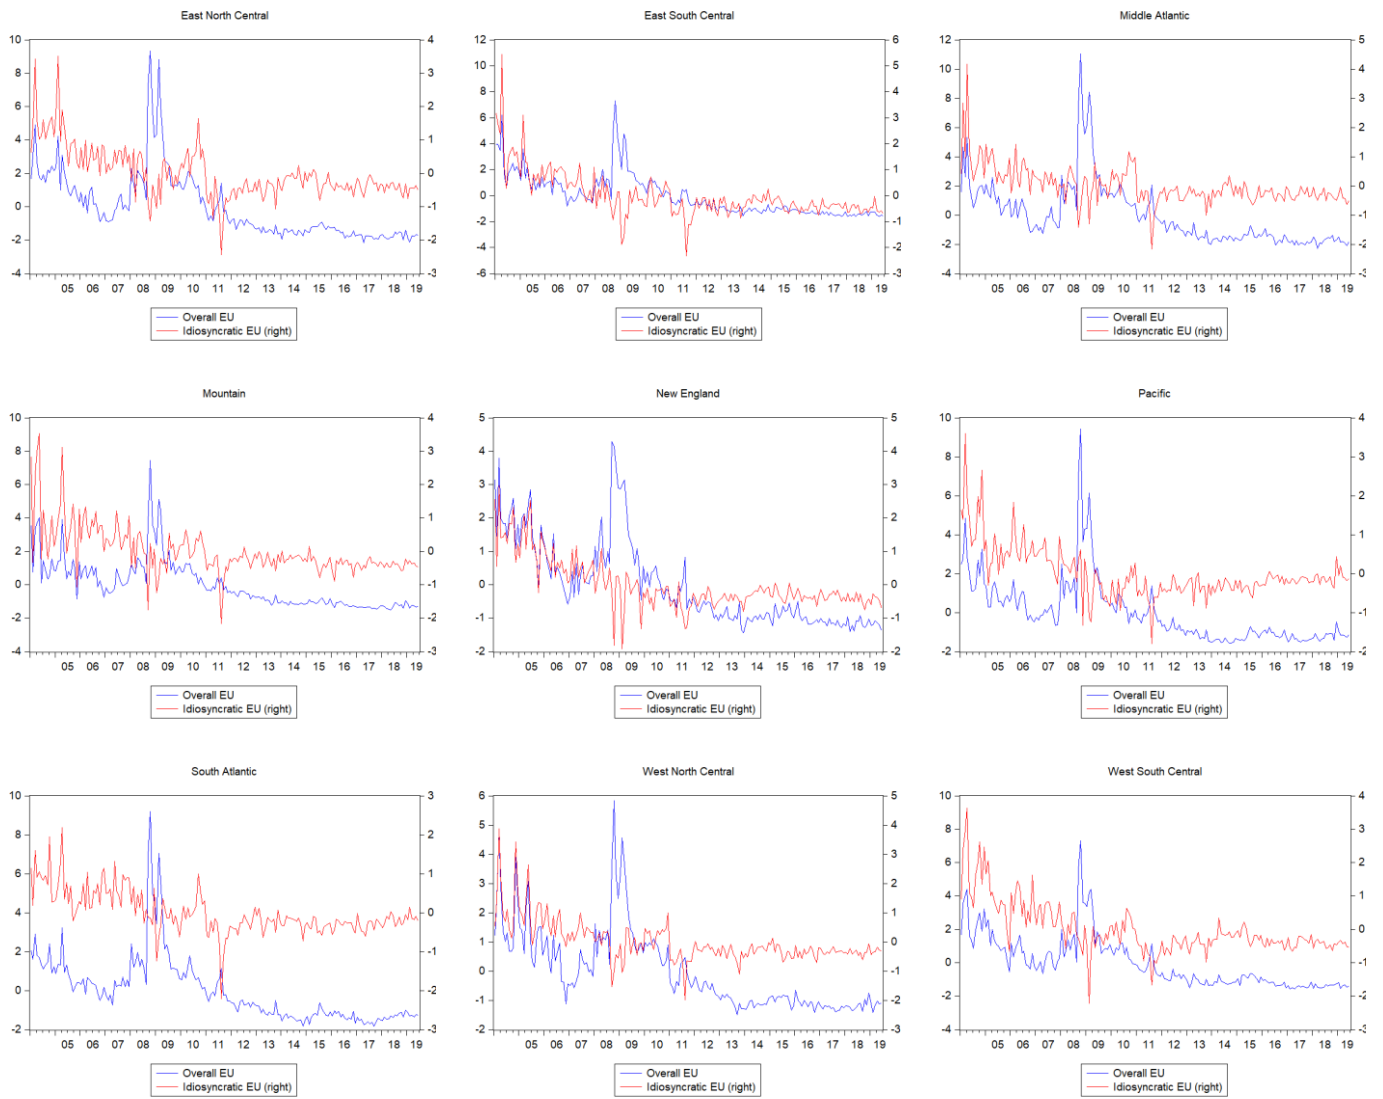 East North Central
10 8 6 4 2 0 -2 -4
4 3 2 1 0 -1 -2 -3
05 06 07 08 09 10 11 12 13 14 15 16 17 18 19
Overall EU
Idiosyncratic EU (right)
East South Central
12 10 8 6 4 2 0 -2 -4 -6
6 5 4 3 2 1 0 -1 -2 -3
05 06 07 08 09 10 11 12 13 14 15 16 17 18 19
Overall EU
Idiosyncratic EU (right)
Middle Atlantic
12 10 8 6 4 2 0 -2 -4
5 4 3 2 1 0 -1 -2 -3
05 06 07 08 09 10 11 12 13 14 15 16 17 18 19
Overall EU
Idiosyncratic EU (right)
Mountain
10 8 6 4 2 0 -2 -4
4 3 2 1 0 -1 -2 -3
05 06 07 08 09 10 11 12 13 14 15 16 17 18 19
Overall EU
Idiosyncratic EU (right)
New England
5 4 3 2 1 0 -1 -2
5 4 3 2 1 0 -1 -2
05 06 07 08 09 10 11 12 13 14 15 16 17 18 19
Overall EU
Idiosyncratic EU (right)
Pacific
10 8 6 4 2 0 -2
4 3 2 1 0 -1 -2
05 06 07 08 09 10 11 12 13 14 15 16 17 18 19
Overall EU
Idiosyncratic EU (right)
South Atlantic
10 8 6 4 2 0 -2
3 2 1 0 -1 -2 -3
05 06 07 08 09 10 11 12 13 14 15 16 17 18 19
Overall EU
Idiosyncratic EU (right)
West North Central
6 5 4 3 2 1 0 -1 -2
5 4 3 2 1 0 -1 -2 -3
05 06 07 08 09 10 11 12 13 14 15 16 17 18 19
Overall EU
Idiosyncratic EU (right)
West South Central
10 8 6 4 2 0 -2 -4
4 3 2 1 0 -1 -2 -3
05 06 07 08 09 10 11 12 13 14 15 16 17 18 19
Overall EU
Idiosyncratic EU (right)